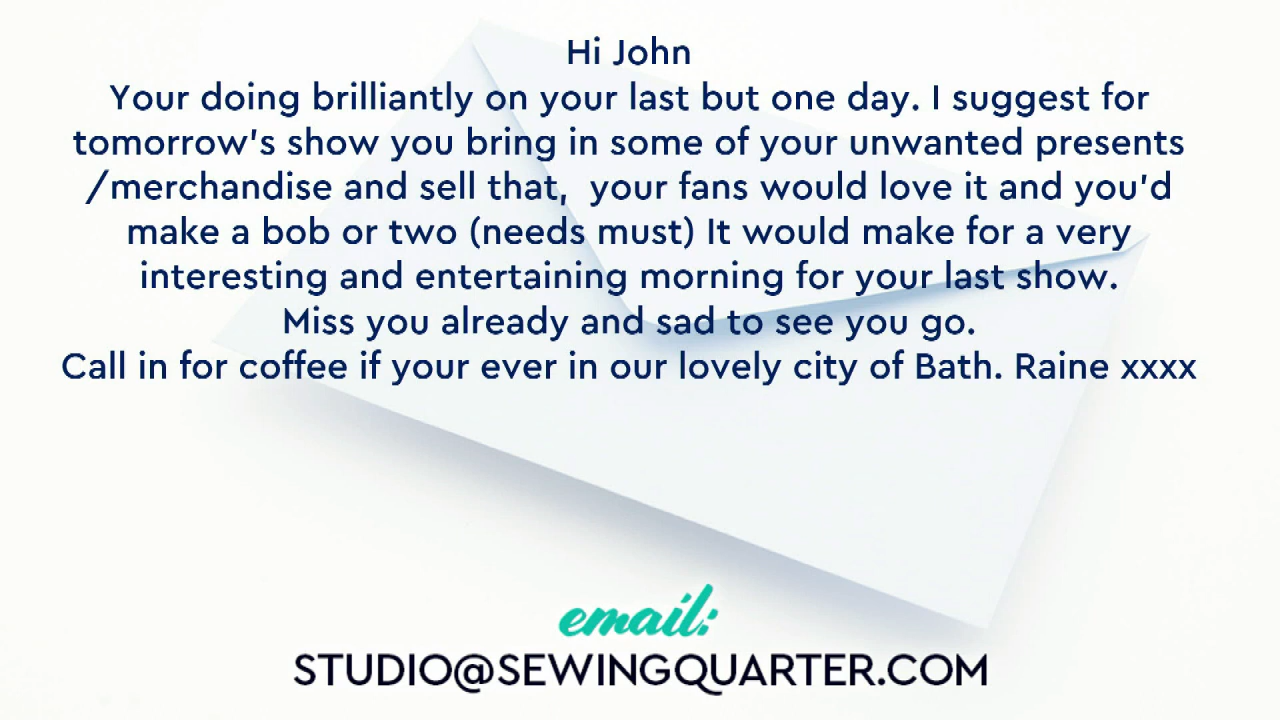 Hi John
Your doing brilliantly on your last but one day. I suggest for
tomorrow's show you bring in some of your unwanted presents
/merchandise and sell that,  your fans would love it and you'd
make a bob or two (needs must) It would make for a very
interesting and entertaining morning for your last show.
Miss you already and sad to see you go.
Call in for coffee if your ever in our lovely city of Bath. Raine xxxx
email:
STUDIO@SEWINGQUARTER.COM